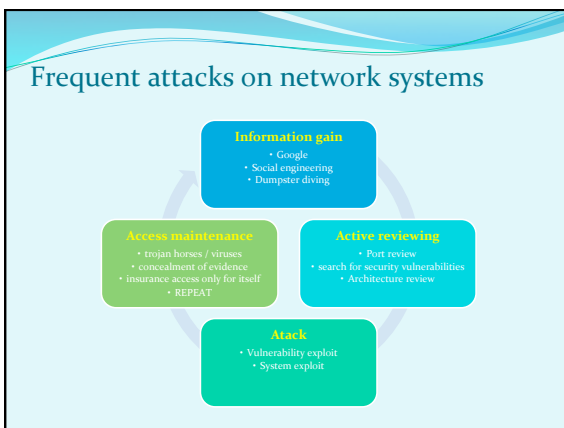 Frequent attacks on network systems
Information gain
• Google
• Social engineering
• Dumpster diving
Active reviewing
• Port review
• search for security vulnerabilities
• Architecture review
Atack
• Vulnerability exploit
• System exploit
Access maintenance
• trojan horses / viruses
• concealment of evidence
• insurance access only for itself
• REPEAT